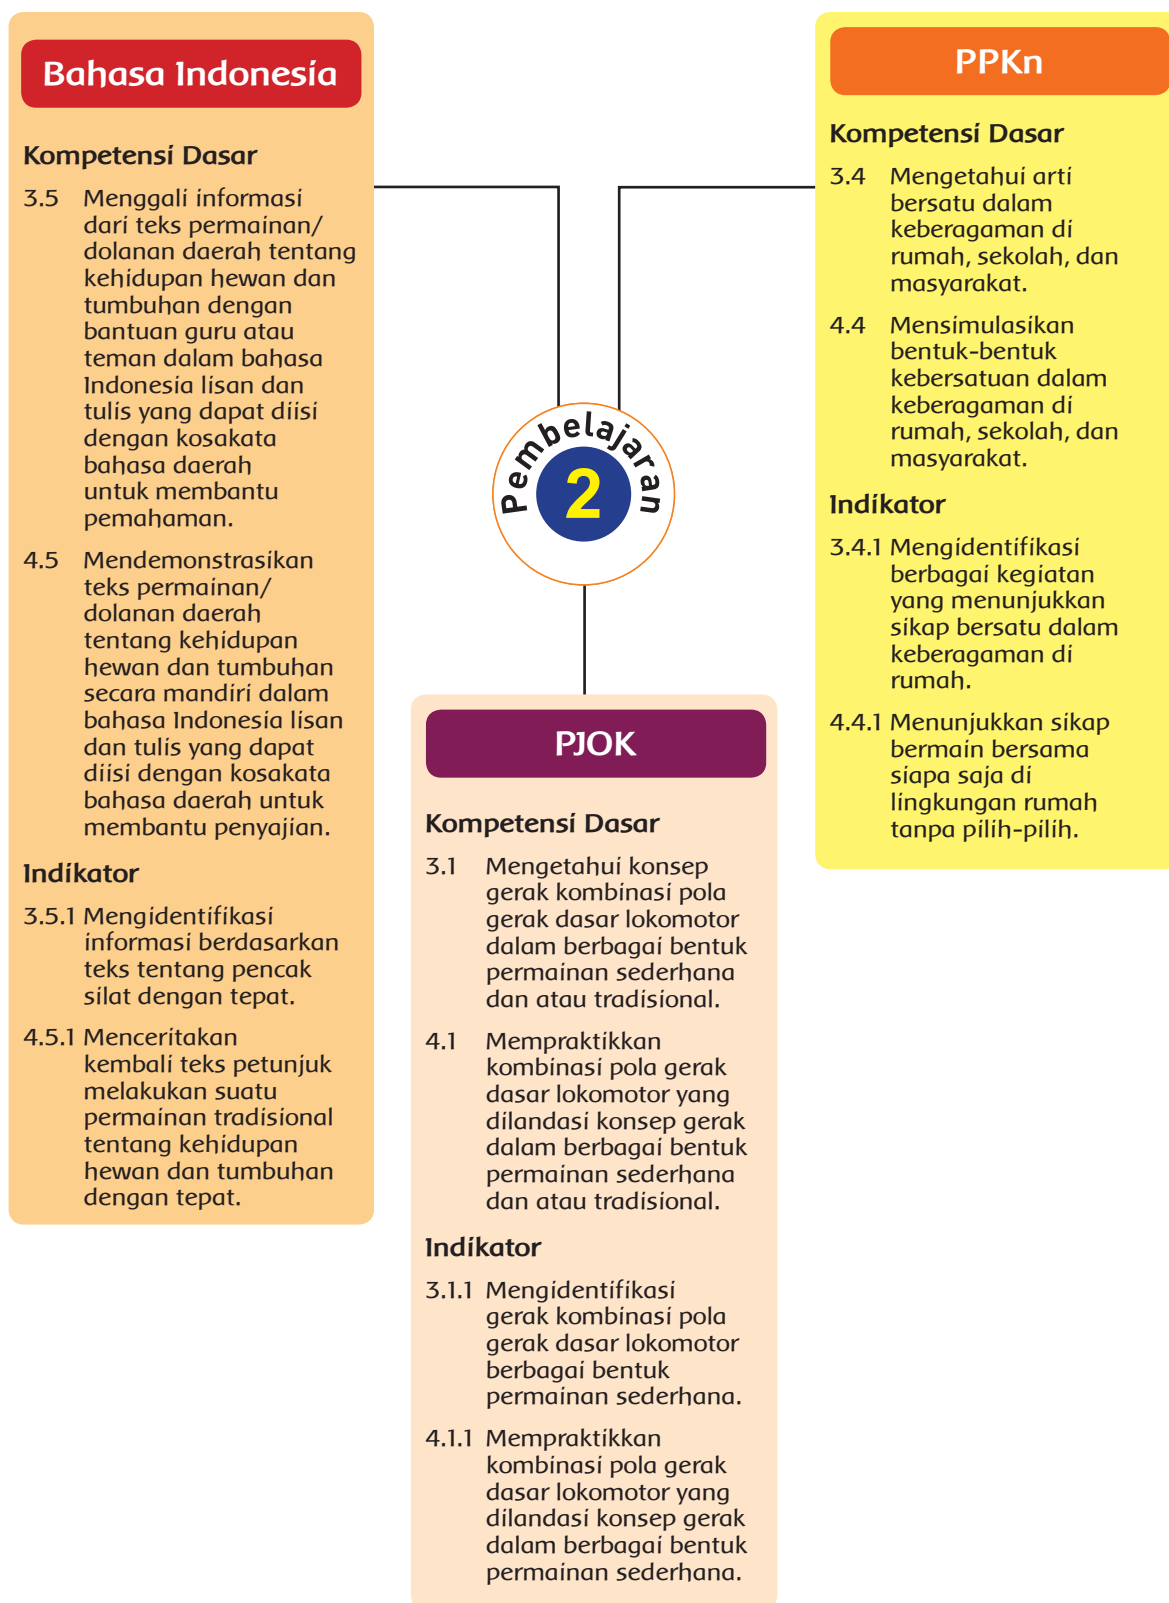 Bahasa Indonesia
Kompetensi Dasar
3.5 Menggali informasi
dari teks permainan/
dolanan daerah tentang
kehidupan hewan dan
tumbuhan dengan
bantuan guru atau
teman dalam bahasa
Indonesia lisan dan
tulis yang dapat diisi
dengan kosakata
bahasa daerah
untuk membantu
pemahaman.
4.5 Mendemonstrasikan
teks permainan/
dolanan daerah
tentang kehidupan
hewan dan tumbuhan
secara mandiri dalam
bahasa Indonesia lisan
dan tulis yang dapat
diisi dengan kosakata
bahasa daerah untuk
membantu penyajian.
Indikator
3.5.1 Mengidentifikasi
informasi berdasarkan
teks tentang pencak
silat dengan tepat.
4.5.1 Menceritakan
kembali teks petunjuk
melakukan suatu
permainan tradisional
tentang kehidupan
hewan dan tumbuhan
dengan tepat.
Pembelajaran
2
PJOK
Kompetensi Dasar
3.1 Mengetahui konsep
gerak kombinasi pola
gerak dasar lokomotor
dalam berbagai bentuk
permainan sederhana
dan atau tradisional.
4.1 Mempraktikkan
kombinasi pola gerak
dasar lokomotor yang
dilandasi konsep gerak
dalam berbagai bentuk
permainan sederhana
dan atau tradisional.
Indikator
3.1.1 Mengidentifikasi
gerak kombinasi pola
gerak dasar lokomotor
berbagai bentuk
permainan sederhana.
4.1.1 Mempraktikkan
kombinasi pola gerak
dasar lokomotor yang
dilandasi konsep gerak
dalam berbagai bentuk
permainan sederhana.
PPKn
Kompetensi Dasar
3.4 Mengetahui arti
bersatu dalam
keberagaman di
rumah, sekolah, dan
masyarakat.
4.4 Mensimulasikan
bentuk-bentuk
kebersatuan dalam
keberagaman di
rumah, sekolah, dan
masyarakat.
Indikator
3.4.1 Mengidentifikasi
berbagai kegiatan
yang menunjukkan
sikap bersatu dalam
keberagaman di
rumah.
4.4.1 Menunjukkan sikap
bermain bersama
siapa saja di
lingkungan rumah
tanpa pilih-pilih.